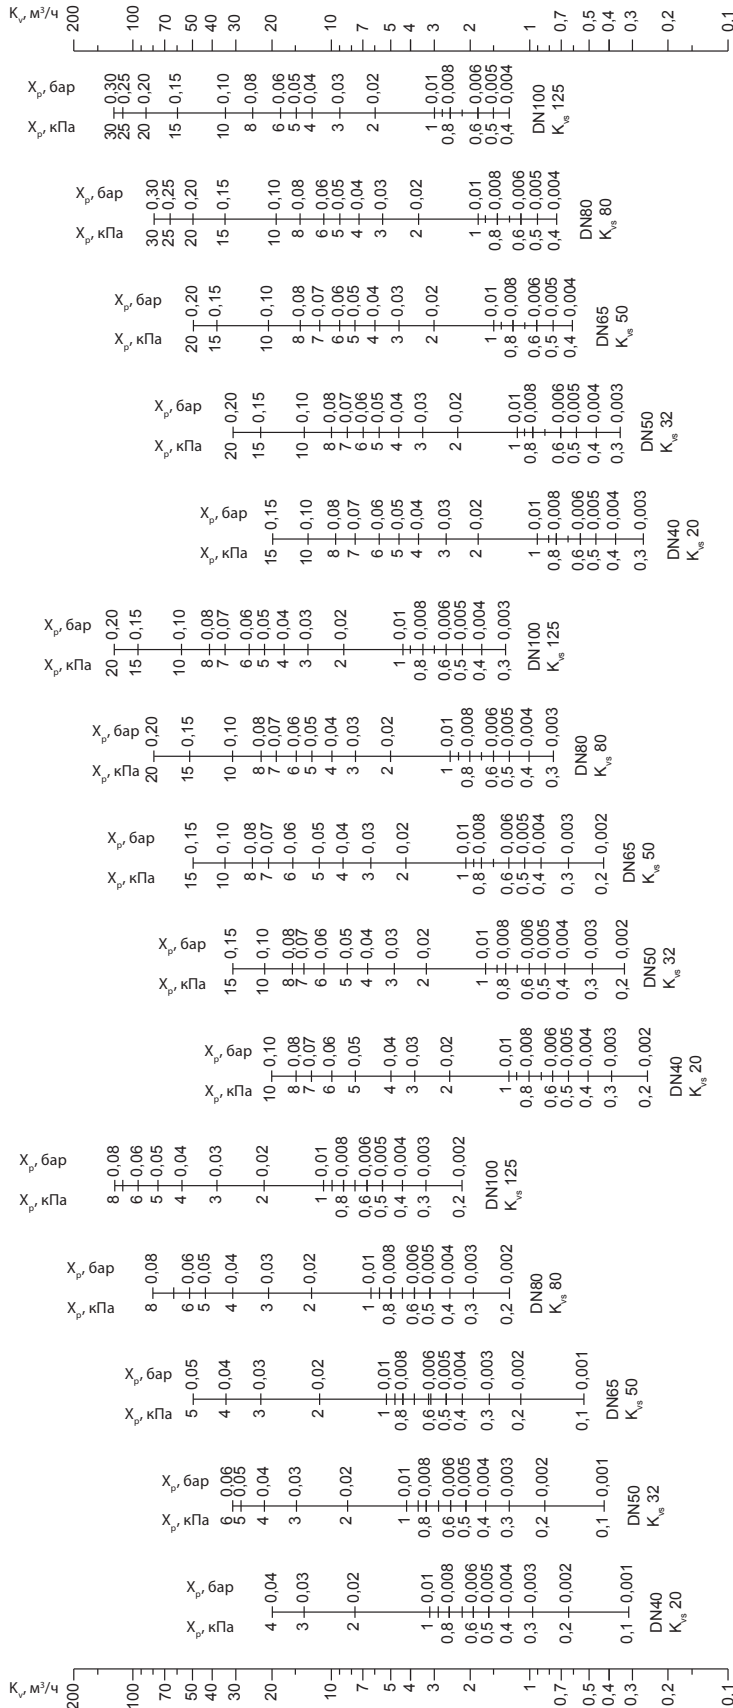 Kv, м³/ч 200 100 70 50 40 30 20 10 7 5 4 3 2 1 0,7 0,5 0,4 0,3 0,2 0,1
Xp, бар 0,30 0,25 0,20 0,15 0,10 0,08 0,06 0,05 0,04 0,03 0,02 0,01 0,008 0,006 0,005 0,004
Xp, кПа 30 25 20 15 10 8 6 5 4 3 2 1 0,8 0,6 0,5 0,4
DN100
Kvs 125
Xp, бар 0,30 0,25 0,20 0,15 0,10 0,08 0,06 0,05 0,04 0,03 0,02 0,01 0,008 0,006 0,005 0,004
Xp, кПа 30 25 20 15 10 8 6 5 4 3 2 1 0,8 0,6 0,5 0,4
DN80
Kvs 80
Xp, бар 0,20 0,15 0,10 0,08 0,07 0,06 0,05 0,04 0,03 0,02 0,01 0,008 0,006 0,005 0,004
Xp, кПа 20 15 10 8 7 6 5 4 3 2 1 0,8 0,6 0,5 0,4
DN65
Kvs 50
Xp, бар 0,20 0,15 0,10 0,08 0,07 0,06 0,05 0,04 0,03 0,02 0,01 0,008 0,006 0,005 0,004 0,003
Xp, кПа 20 15 10 8 7 6 5 4 3 2 1 0,8 0,6 0,5 0,4 0,3
DN50
Kvs 32
Xp, бар 0,15 0,10 0,08 0,07 0,06 0,05 0,04 0,03 0,02 0,01 0,008 0,006 0,005 0,004 0,003
Xp, кПа 15 10 8 7 6 5 4 3 2 1 0,8 0,6 0,5 0,4 0,3
DN40
Kvs 20
Xp, бар 0,20 0,15 0,10 0,08 0,07 0,06 0,05 0,04 0,03 0,02 0,01 0,008 0,006 0,005 0,004 0,003
Xp, кПа 20 15 10 8 7 6 5 4 3 2 1 0,8 0,6 0,5 0,4 0,3
DN100
Kvs 125
Xp, бар 0,20 0,15 0,10 0,08 0,07 0,06 0,05 0,04 0,03 0,02 0,01 0,008 0,006 0,005 0,004 0,003
Xp, кПа 20 15 10 8 7 6 5 4 3 2 1 0,8 0,6 0,5 0,4 0,3
DN80
Kvs 80
Xp, бар 0,15 0,10 0,08 0,07 0,06 0,05 0,04 0,03 0,02 0,01 0,008 0,006 0,005 0,004 0,003 0,002
Xp, кПа 15 10 8 7 6 5 4 3 2 1 0,8 0,6 0,5 0,4 0,3 0,2
DN65
Kvs 50
Xp, бар 0,15 0,10 0,08 0,07 0,06 0,05 0,04 0,03 0,02 0,01 0,008 0,006 0,005 0,004 0,003 0,002
Xp, кПа 15 10 8 7 6 5 4 3 2 1 0,8 0,6 0,5 0,4 0,3 0,2
DN50
Kvs 32
Xp, бар 0,10 0,08 0,07 0,06 0,05 0,04 0,03 0,02 0,01 0,008 0,006 0,005 0,004 0,003 0,002
Xp, кПа 10 8 7 6 5 4 3 2 1 0,8 0,6 0,5 0,4 0,3 0,2
DN40
Kvs 20
Xp, бар 0,08 0,06 0,05 0,04 0,03 0,02 0,01 0,008 0,006 0,005 0,004 0,003 0,002
Xp, кПа 8 6 5 4 3 2 1 0,8 0,6 0,5 0,4 0,3 0,2
DN100
Kvs 125
Xp, бар 0,08 0,06 0,05 0,04 0,03 0,02 0,01 0,008 0,006 0,005 0,004 0,003 0,002
Xp, кПа 8 6 5 4 3 2 1 0,8 0,6 0,5 0,4 0,3 0,2
DN80
Kvs 80
Xp, бар 0,05 0,04 0,03 0,02 0,01 0,008 0,006 0,005 0,004 0,003 0,002 0,001
Xp, кПа 5 4 3 2 1 0,8 0,6 0,5 0,4 0,3 0,2 0,1
DN65
Kvs 50
Xp, бар 0,06 0,05 0,04 0,03 0,02 0,01 0,008 0,006 0,005 0,004 0,003 0,002 0,001
Xp, кПа 6 5 4 3 2 1 0,8 0,6 0,5 0,4 0,3 0,2 0,1
DN50
Kvs 32
Xp, бар 0,04 0,03 0,02 0,01 0,008 0,006 0,005 0,004 0,003 0,002 0,001
Xp, кПа 4 3 2 1 0,8 0,6 0,5 0,4 0,3 0,2 0,1
DN40
Kvs 20
Kv, м³/ч 200 100 70 50 40 30 20 10 7 5 4 3 2 1 0,7 0,5 0,4 0,3 0,2 0,1